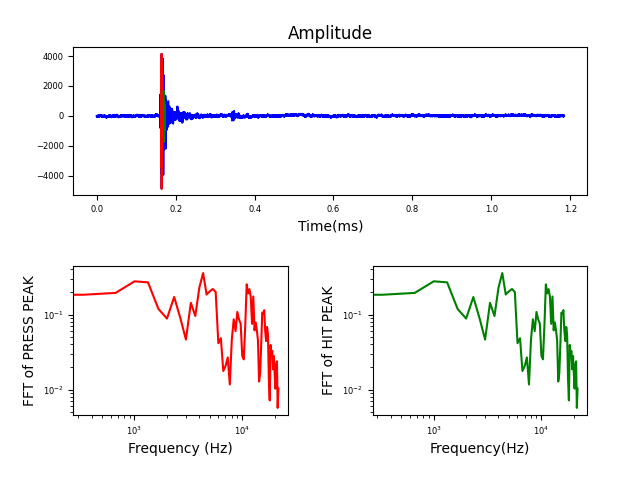 Amplitude
4000
2000
0
−2000
−4000
0.0 0.2 0.4 0.6 0.8 1.0 1.2
Time(ms)
FFT of PRESS PEAK
10⁻¹
10⁻²
10³ 10⁴
Frequency (Hz)
FFT of HIT PEAK
10⁻¹
10⁻²
10³ 10⁴
Frequency(Hz)